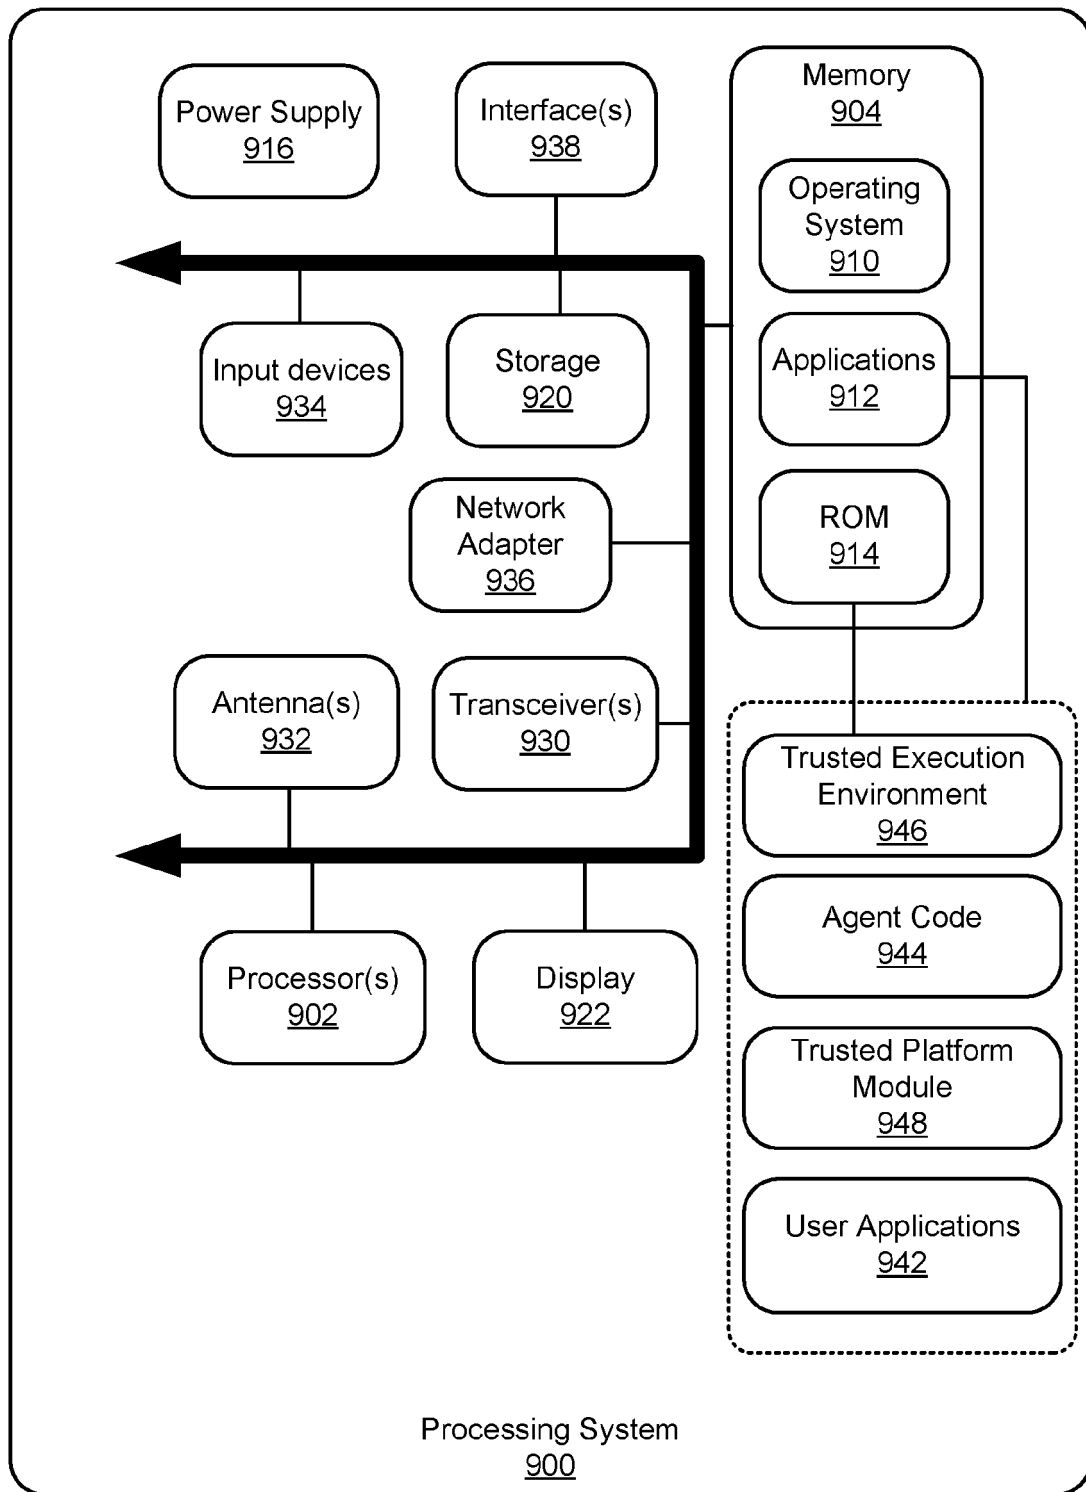 Power Supply
916
Interface(s)
938
Memory
904
Operating
System
910
Input devices
934
Storage
920
Applications
912
Network
Adapter
936
ROM
914
Antenna(s)
932
Transceiver(s)
930
Trusted Execution
Environment
946
Processor(s)
902
Display
922
Agent Code
944
Trusted Platform
Module
948
User Applications
942
Processing System
900